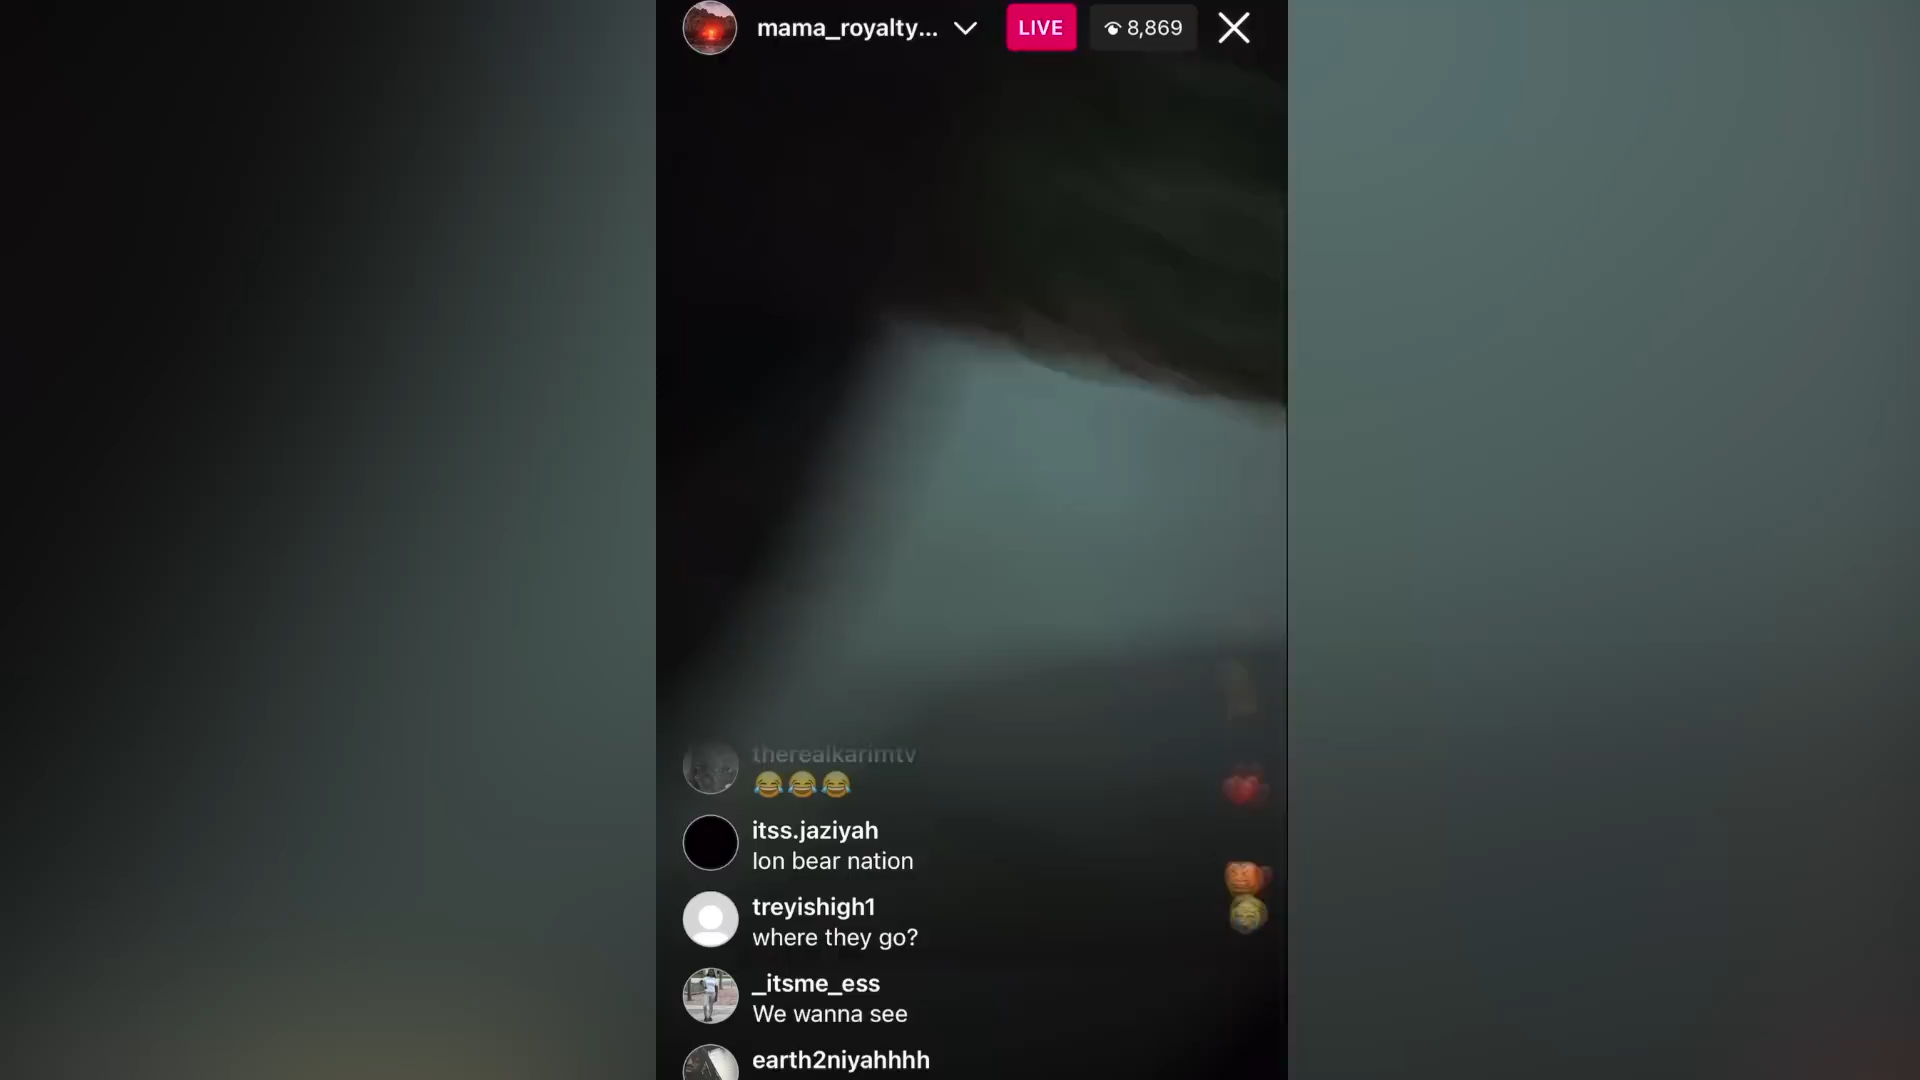 mama_royalty...
LIVE
8,869
therealkarimtv
😂😂😂
itss.jaziyah
Ion bear nation
treyishigh1
where they go?
_itsme_ess
We wanna see
earth2niyahhhh